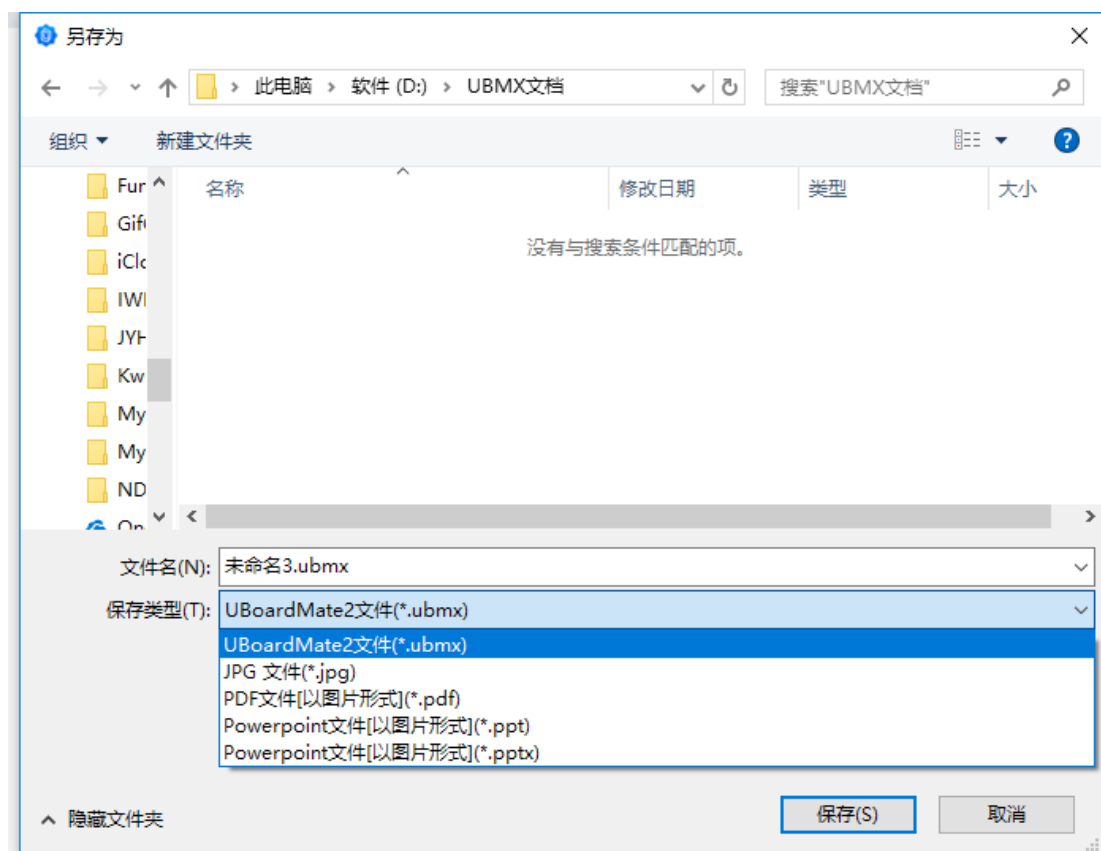 另存为
此电脑 › 软件 (D:) › UBMX文档
搜索"UBMX文档"
组织
新建文件夹
名称
修改日期
类型
大小
没有与搜索条件匹配的项。
Fur
Gif
iClc
IWI
JYH
Kw
My
My
ND
On
文件名(N): 未命名3.ubmx
保存类型(T): UBoardMate2文件(*.ubmx)
UBoardMate2文件(*.ubmx)
JPG 文件(*.jpg)
PDF文件[以图片形式](*.pdf)
Powerpoint文件[以图片形式](*.ppt)
Powerpoint文件[以图片形式](*.pptx)
隐藏文件夹
保存(S)
取消